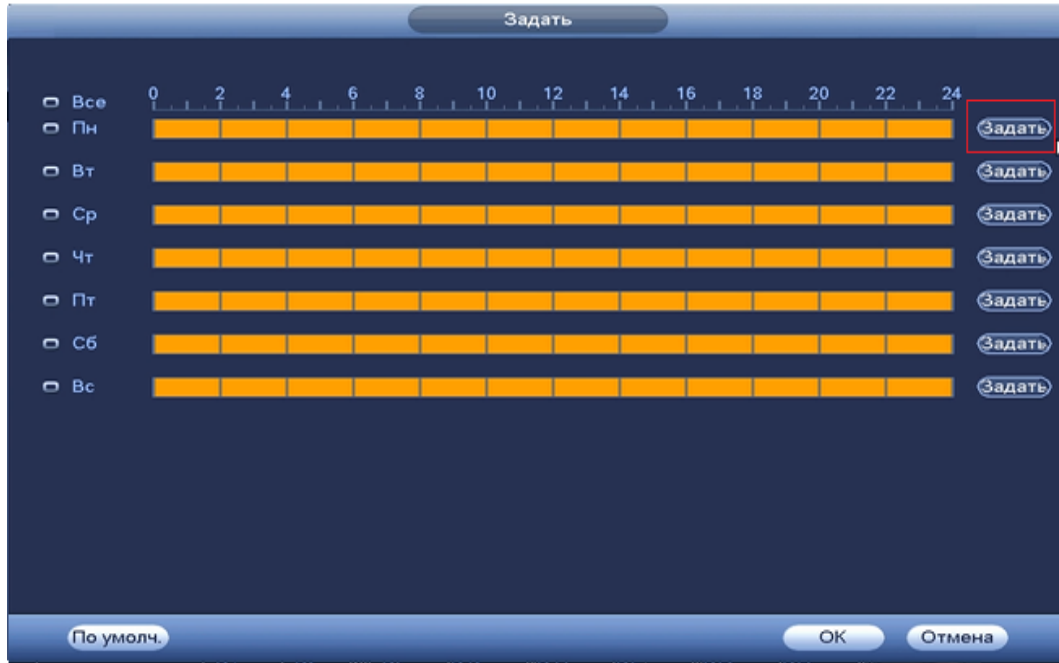 Задать
Все 0 2 4 6 8 10 12 14 16 18 20 22 24
Пн Задать
Вт Задать
Ср Задать
Чт Задать
Пт Задать
Сб Задать
Вс Задать
По умолч. OK Отмена